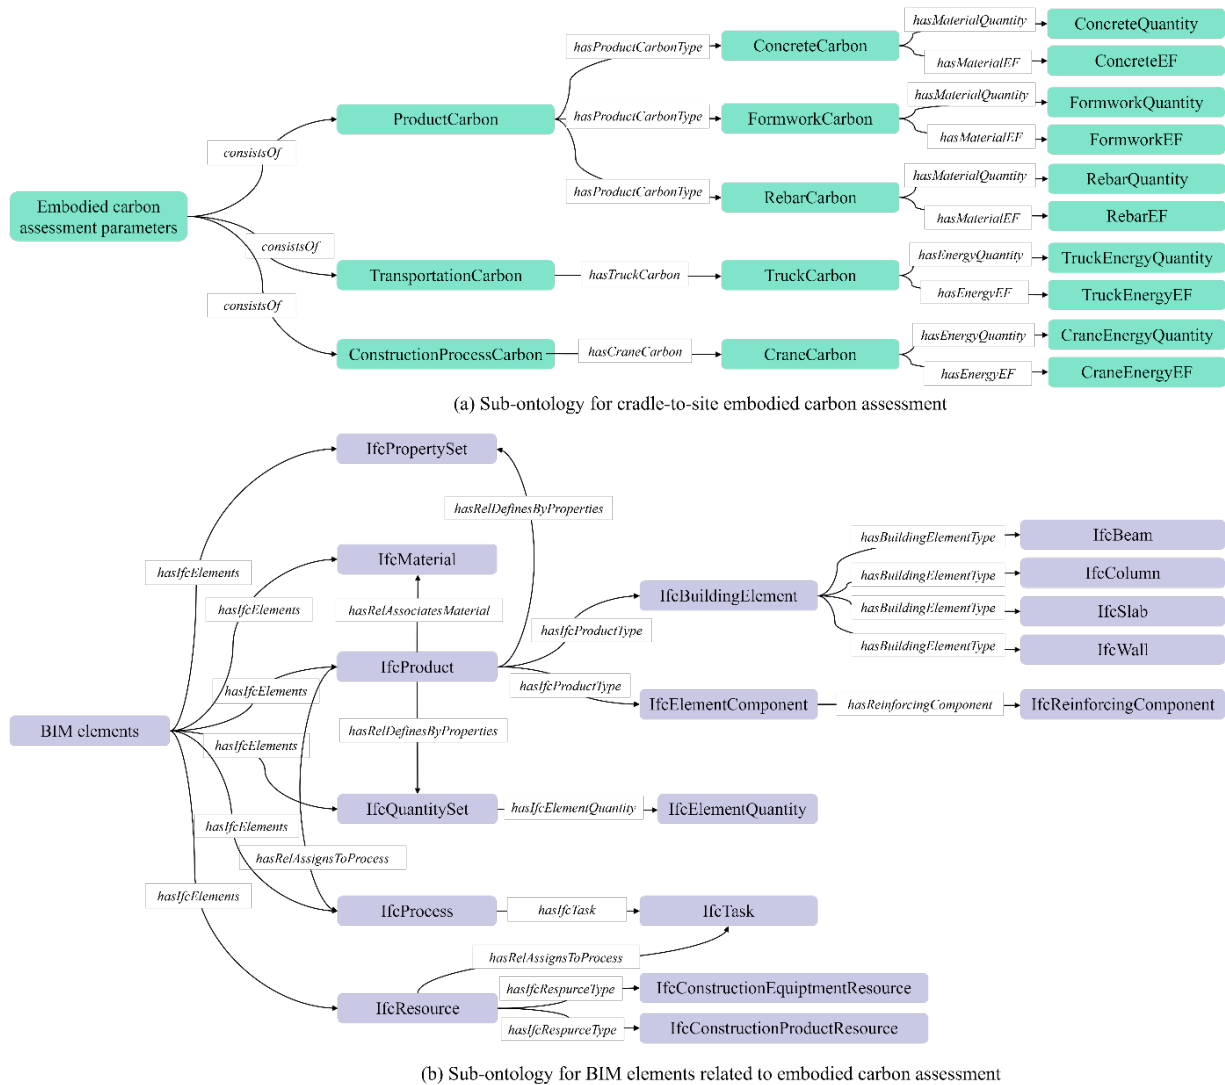 hasMaterialQuantity
ConcreteQuantity
hasProductCarbonType
ConcreteCarbon
hasMaterialEF
ConcreteEF
hasMaterialQuantity
FormworkQuantity
ProductCarbon
hasProductCarbonType
FormworkCarbon
hasMaterialEF
FormworkEF
consistsOf
hasProductCarbonType
RebarCarbon
hasMaterialQuantity
RebarQuantity
hasMaterialEF
RebarEF
Embodied carbon
assessment parameters
consistsOf
TransportationCarbon
hasTruckCarbon
TruckCarbon
hasEnergyQuantity
TruckEnergyQuantity
hasEnergyEF
TruckEnergyEF
consistsOf
ConstructionProcessCarbon
hasCraneCarbon
CraneCarbon
hasEnergyQuantity
CraneEnergyQuantity
hasEnergyEF
CraneEnergyEF
(a) Sub-ontology for cradle-to-site embodied carbon assessment
IfcPropertySet
hasRelDefinesByProperties
hasIfcElements
IfcMaterial
hasIfcElements
hasRelAssociatesMaterial
IfcBuildingElement
hasBuildingElementType
IfcBeam
hasBuildingElementType
IfcColumn
hasBuildingElementType
IfcSlab
hasBuildingElementType
IfcWall
hasIfcProductType
IfcProduct
hasIfcElements
hasIfcProductType
IfcElementComponent
hasReinforcingComponent
IfcReinforcingComponent
BIM elements
hasIfcElements
hasRelDefinesByProperties
IfcQuantitySet
hasIfcElementQuantity
IfcElementQuantity
hasIfcElements
hasRelAssignsToProcess
hasIfcElements
IfcProcess
hasIfcTask
IfcTask
hasRelAssignsToProcess
IfcResource
hasIfcRespurceType
IfcConstructionEquiptmentResource
hasIfcRespurceType
IfcConstructionProductResource
(b) Sub-ontology for BIM elements related to embodied carbon assessment